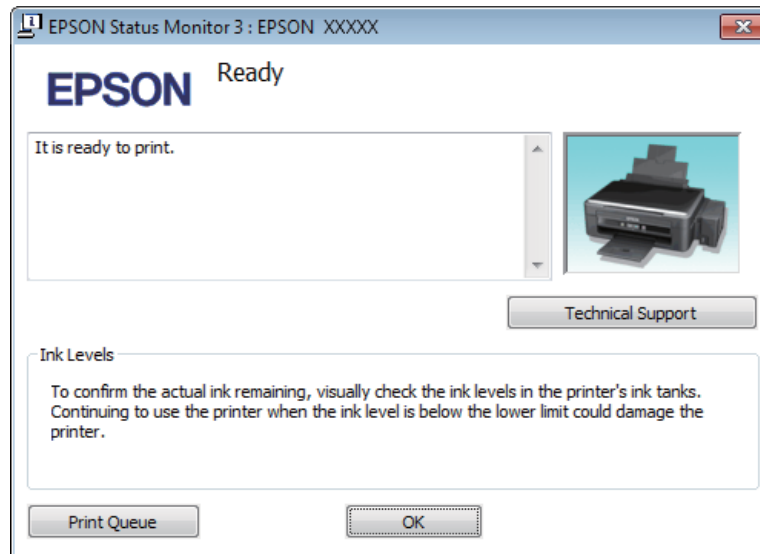 EPSON Status Monitor 3 : EPSON XXXXX
EPSON
Ready
It is ready to print.
Technical Support
Ink Levels
To confirm the actual ink remaining, visually check the ink levels in the printer's ink tanks.
Continuing to use the printer when the ink level is below the lower limit could damage the
printer.
Print Queue
OK